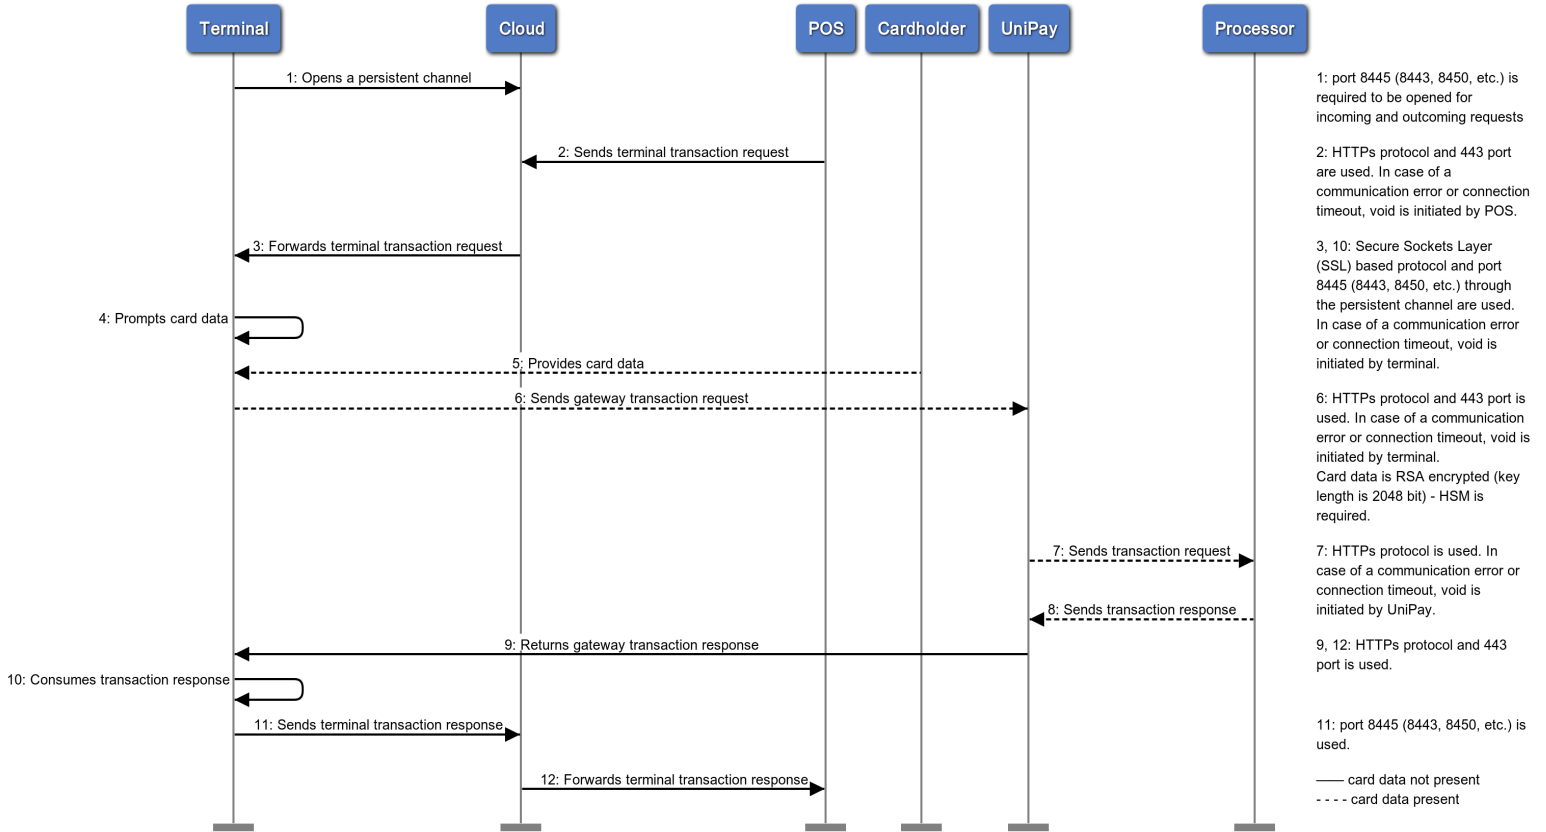 Terminal
Cloud
POS
Cardholder
UniPay
Processor
1: Opens a persistent channel
1: port 8445 (8443, 8450, etc.) is
required to be opened for
incoming and outcoming requests
2: Sends terminal transaction request
2: HTTPs protocol and 443 port
are used. In case of a
communication error or connection
timeout, void is initiated by POS.
3: Forwards terminal transaction request
3, 10: Secure Sockets Layer
(SSL) based protocol and port
8445 (8443, 8450, etc.) through
the persistent channel are used.
In case of a communication error
or connection timeout, void is
initiated by terminal.
4: Prompts card data
5: Provides card data
6: Sends gateway transaction request
6: HTTPs protocol and 443 port is
used. In case of a communication
error or connection timeout, void is
initiated by terminal.
Card data is RSA encrypted (key
length is 2048 bit) - HSM is
required.
7: Sends transaction request
7: HTTPs protocol is used. In
case of a communication error or
connection timeout, void is
initiated by UniPay.
8: Sends transaction response
9: Returns gateway transaction response
9, 12: HTTPs protocol and 443
port is used.
10: Consumes transaction response
11: Sends terminal transaction response
11: port 8445 (8443, 8450, etc.) is
used.
12: Forwards terminal transaction response
—— card data not present
- - - - card data present